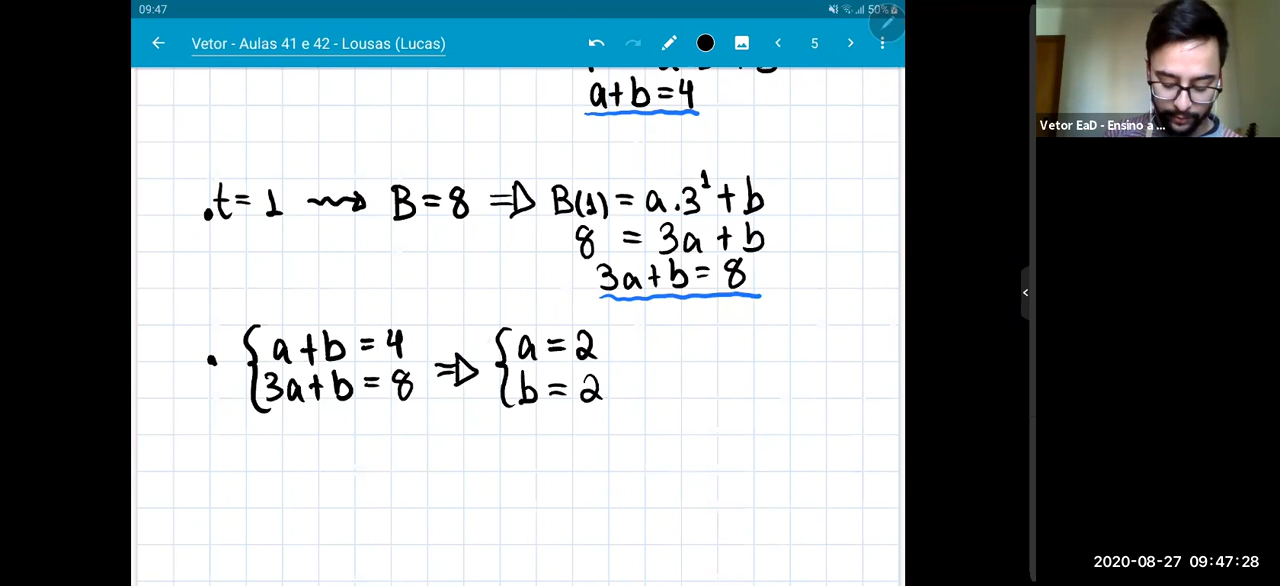 09:47
50%
Vetor - Aulas 41 e 42 - Lousas (Lucas)
5
a+b=4
.t=1 ⇝ B=8 ⇒ B(1)=a.3¹+b
8 = 3a+b
3a+b=8
• { a+b=4 ⇒ { a=2
3a+b=8 b=2
Vetor EaD - Ensino a ...
2020-08-27 09:47:28